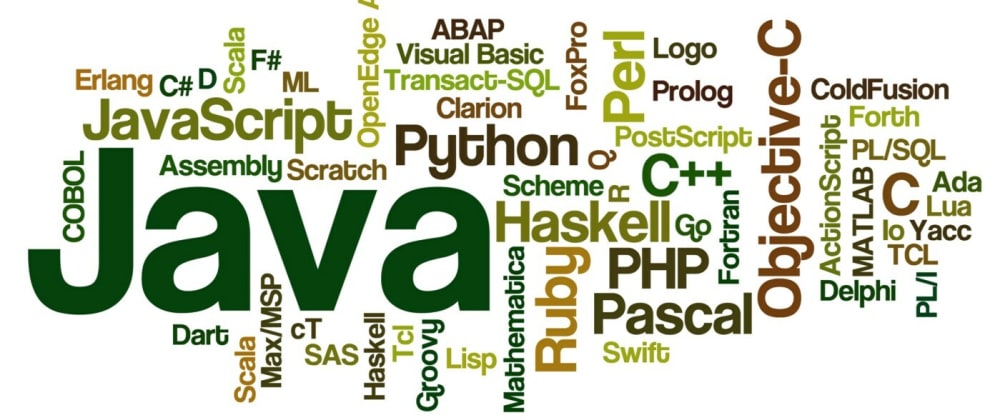 ABAP
Visual Basic
Transact-SQL
OpenEdge A
Scala
F#
Erlang
C#
D
ML
FoxPro
Perl
Logo
Prolog
Objective-C
ColdFusion
Forth
JavaScript
Clarion
Python
PostScript
PL/SQL
ActionScript
COBOL
Assembly
Scratch
Q
Scheme
R
C++
MATLAB
C
Ada
Lua
Java
Haskell
Go
Fortran
Io
Yacc
TCL
Mathematica
Ruby
PHP
Pascal
Delphi
PL/I
Dart
Scala
Max/MSP
cT
SAS
Haskell
Tcl
Groovy
Lisp
Swift